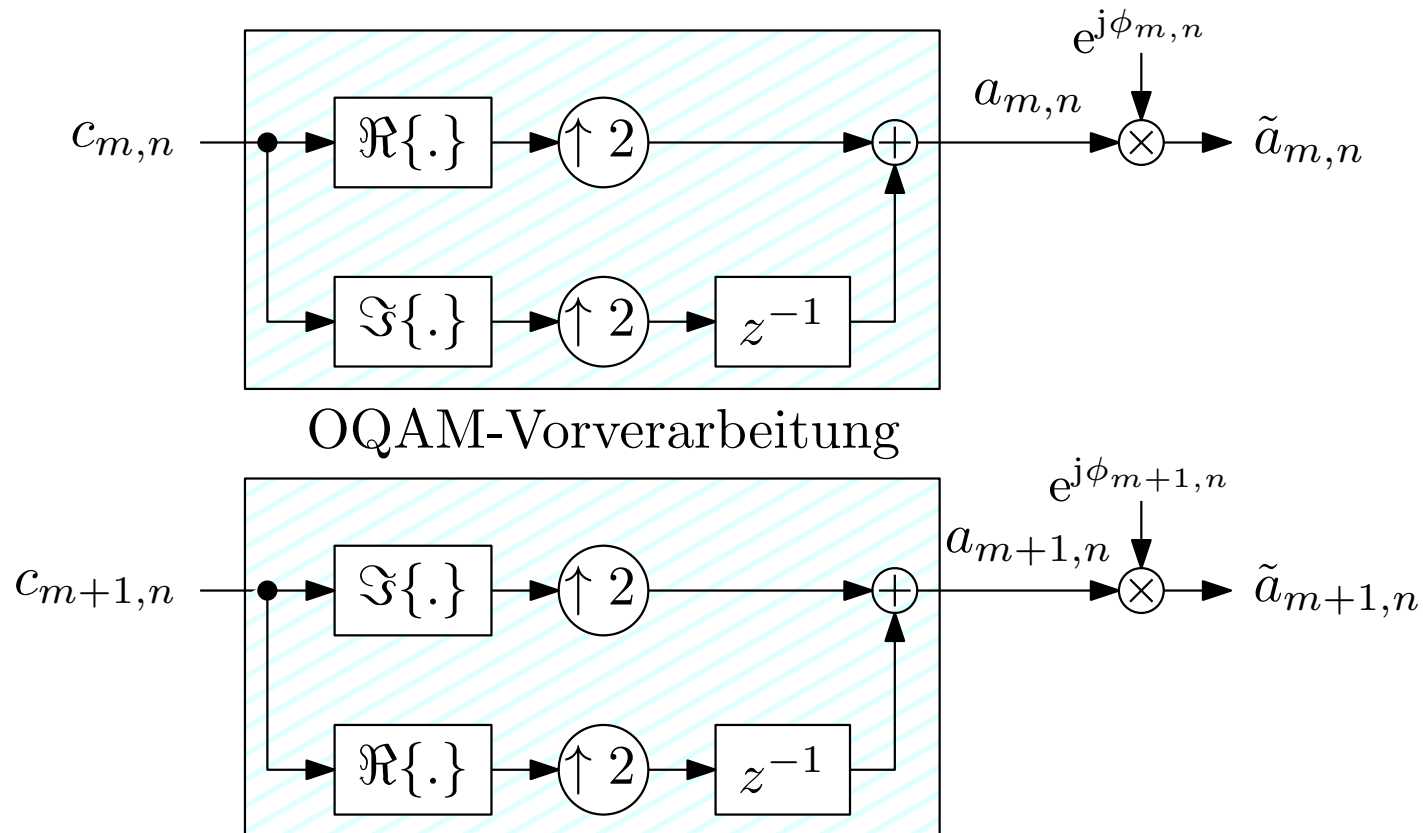 e^{jϕ_{m,n}}
c_{m,n} ℜ{.} ↑ 2 + a_{m,n} × ã_{m,n}
ℑ{.} ↑ 2 z^{−1}
OQAM-Vorverarbeitung
e^{jϕ_{m+1,n}}
c_{m+1,n} ℑ{.} ↑ 2 + a_{m+1,n} × ã_{m+1,n}
ℜ{.} ↑ 2 z^{−1}